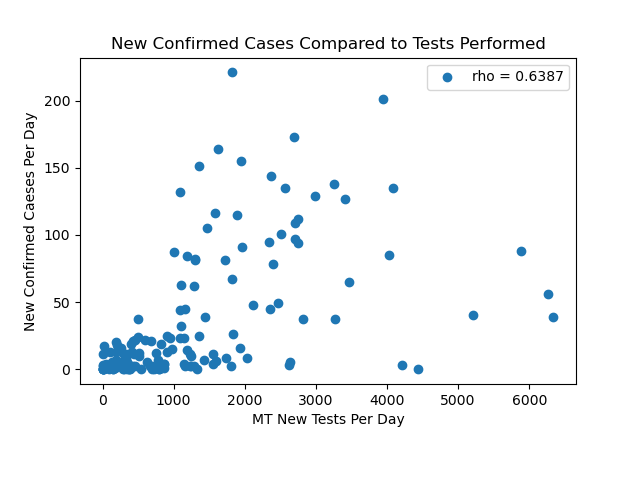 New Confirmed Cases Compared to Tests Performed
rho = 0.6387
New Confirmed Caeses Per Day
200
150
100
50
0
0 1000 2000 3000 4000 5000 6000
MT New Tests Per Day